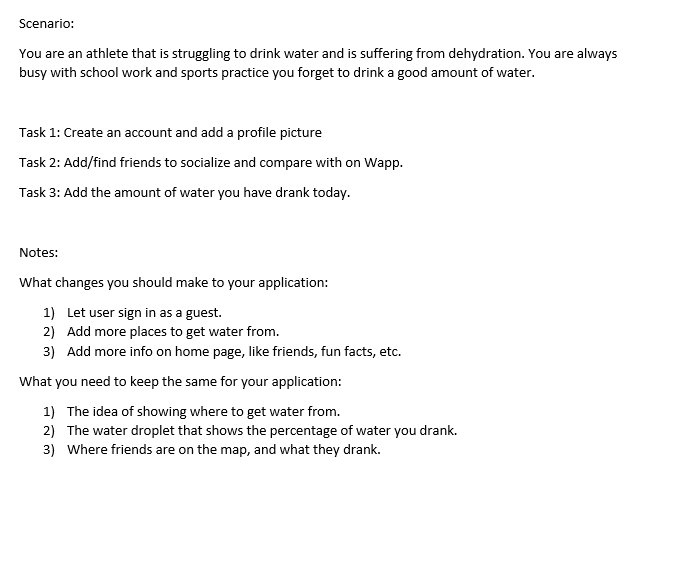 Scenario:
You are an athlete that is struggling to drink water and is suffering from dehydration. You are always
busy with school work and sports practice you forget to drink a good amount of water.
Task 1: Create an account and add a profile picture
Task 2: Add/find friends to socialize and compare with on Wapp.
Task 3: Add the amount of water you have drank today.
Notes:
What changes you should make to your application:
1) Let user sign in as a guest.
2) Add more places to get water from.
3) Add more info on home page, like friends, fun facts, etc.
What you need to keep the same for your application:
1) The idea of showing where to get water from.
2) The water droplet that shows the percentage of water you drank.
3) Where friends are on the map, and what they drank.